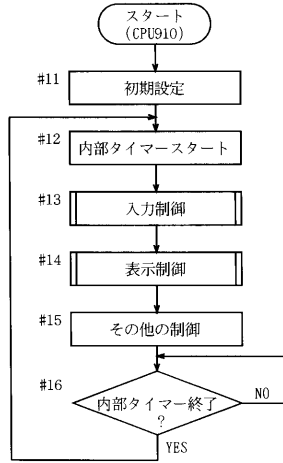 スタート
(CPU910)
#11
初期設定
#12
内部タイマースタート
#13
入力制御
#14
表示制御
#15
その他の制御
#16
内部タイマー終了
?
NO
YES